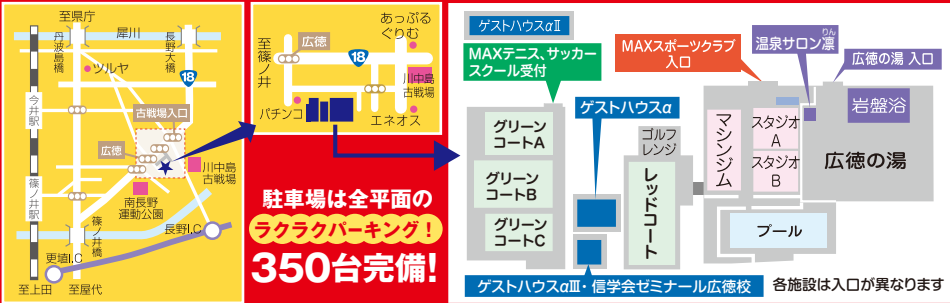 至県庁
犀川
丹波島橋
長野大橋
ツルヤ
18
今井駅
古戦場入口
広徳
川中島
古戦場
南長野
運動公園
篠ノ井駅
篠ノ井橋
長野I.C
更埴I.C
至上田
至屋代
あっぷる
ぐりむ
至篠ノ井
広徳
18
川中島
古戦場
パチンコ
エネオス
駐車場は全平面の
ラクラクパーキング！
350台完備!
ゲストハウスαⅡ
MAXテニス、サッカー
スクール受付
MAXスポーツクラブ
入口
温泉サロン凛
りん
広徳の湯 入口
ゲストハウスα
グリーン
コートA
グリーン
コートB
グリーン
コートC
ゴルフ
レンジ
レッドコート
マシンジム
スタジオ
A
スタジオ
B
岩盤浴
広徳の湯
プール
ゲストハウスαⅢ・信学会ゼミナール広徳校
各施設は入口が異なります